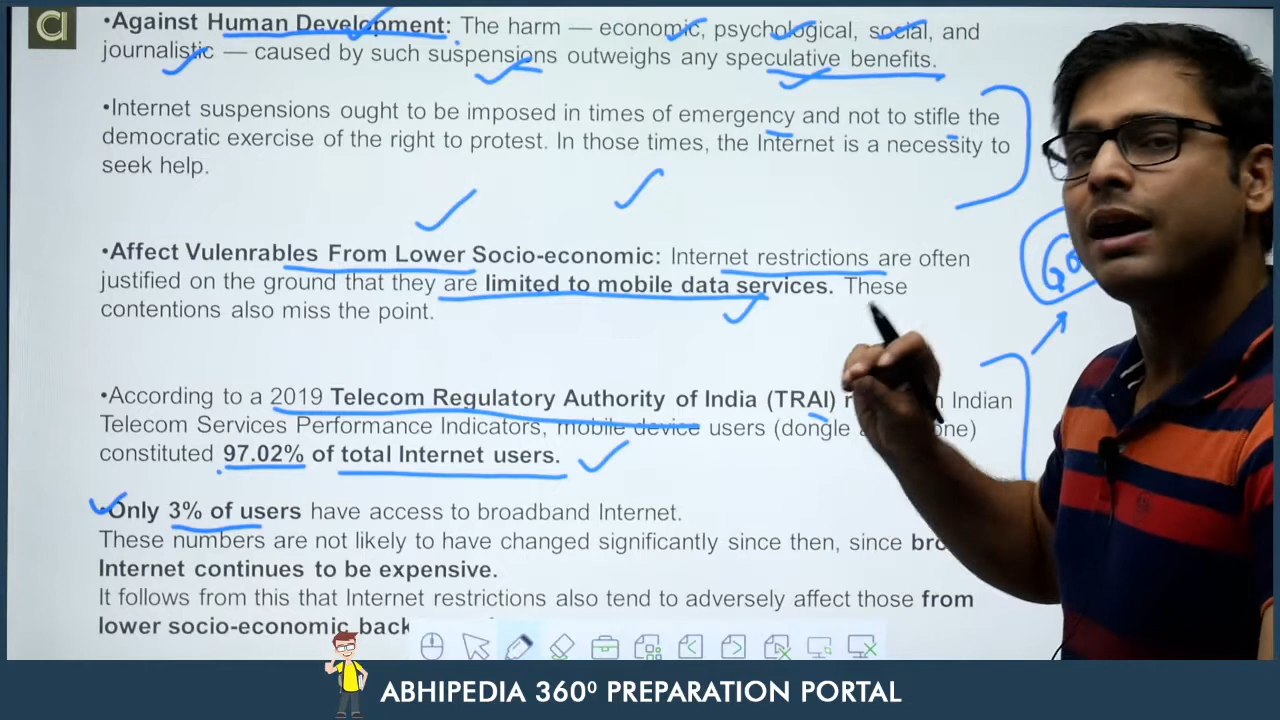 •Against Human Development: The harm — economic, psychological, social, and
journalistic — caused by such suspensions outweighs any speculative benefits.
•Internet suspensions ought to be imposed in times of emergency and not to stifle the
democratic exercise of the right to protest. In those times, the Internet is a necessity to
seek help.
•Affect Vulenrables From Lower Socio-economic: Internet restrictions are often
justified on the ground that they are limited to mobile data services. These
contentions also miss the point.
•According to a 2019 Telecom Regulatory Authority of India (TRAI) Indian
Telecom Services Performance Indicators, mobile device users (dongle
constituted 97.02% of total Internet users.
•Only 3% of users have access to broadband Internet.
These numbers are not likely to have changed significantly since then, since
Internet continues to be expensive.
It follows from this that Internet restrictions also tend to adversely affect those from
lower socio-economic
ABHIPEDIA 360⁰ PREPARATION PORTAL